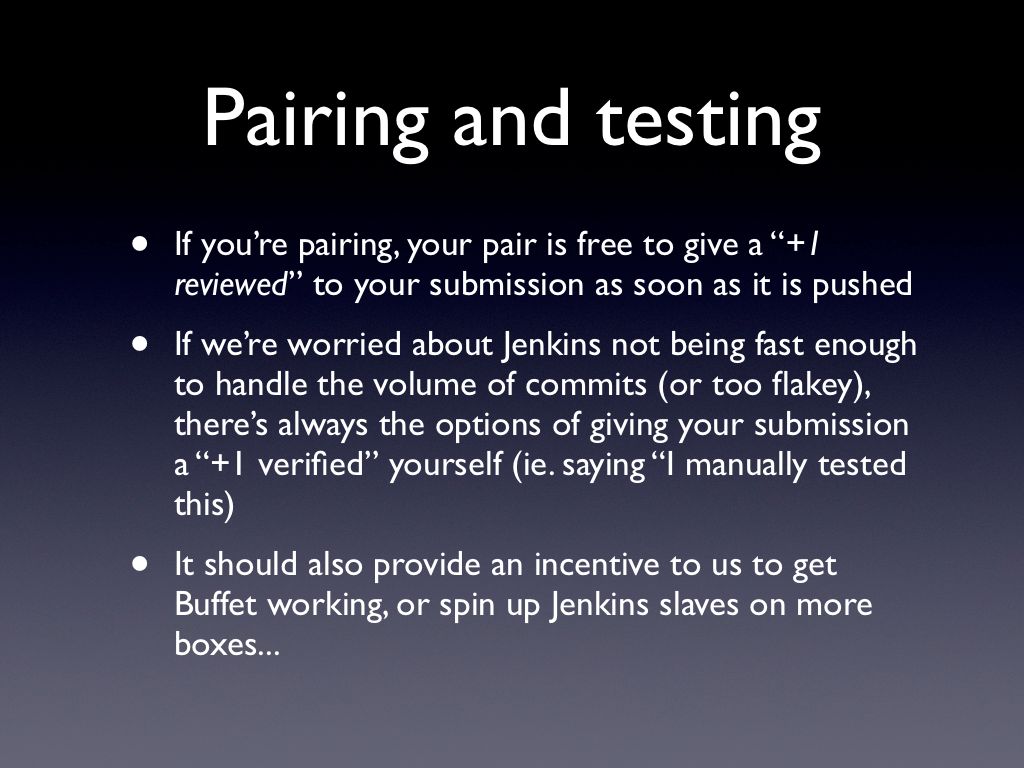 Pairing and testing
• If you’re pairing, your pair is free to give a “+1
reviewed” to your submission as soon as it is pushed
• If we’re worried about Jenkins not being fast enough
to handle the volume of commits (or too flakey),
there’s always the options of giving your submission
a “+1 verified” yourself (ie. saying “I manually tested
this)
• It should also provide an incentive to us to get
Buffet working, or spin up Jenkins slaves on more
boxes...